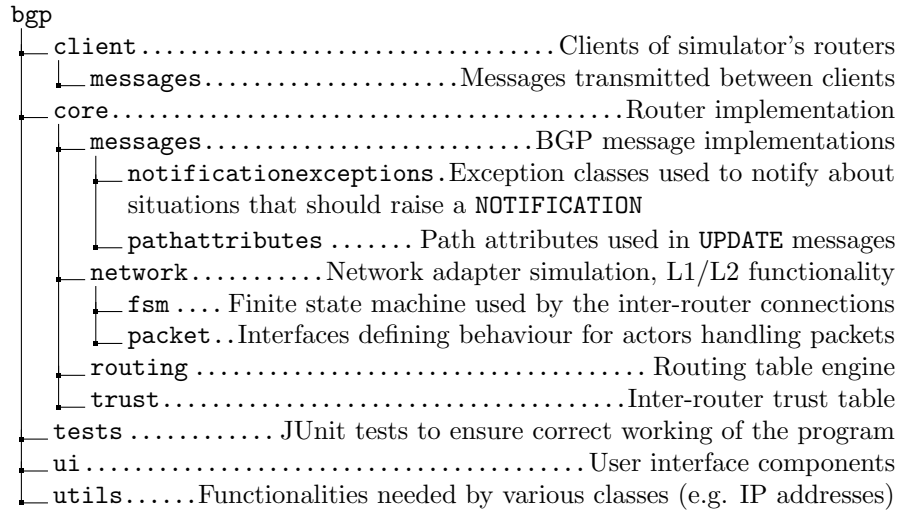 bgp
client..................................Clients of simulator's routers
messages.....................Messages transmitted between clients
core..........................................Router implementation
messages...........................BGP message implementations
notificationexceptions.Exception classes used to notify about
situations that should raise a NOTIFICATION
pathattributes ....... Path attributes used in UPDATE messages
network...........Network adapter simulation, L1/L2 functionality
fsm .... Finite state machine used by the inter-router connections
packet..Interfaces defining behaviour for actors handling packets
routing ..................................... Routing table engine
trust......................................Inter-router trust table
tests ............ JUnit tests to ensure correct working of the program
ui.........................................User interface components
utils......Functionalities needed by various classes (e.g. IP addresses)